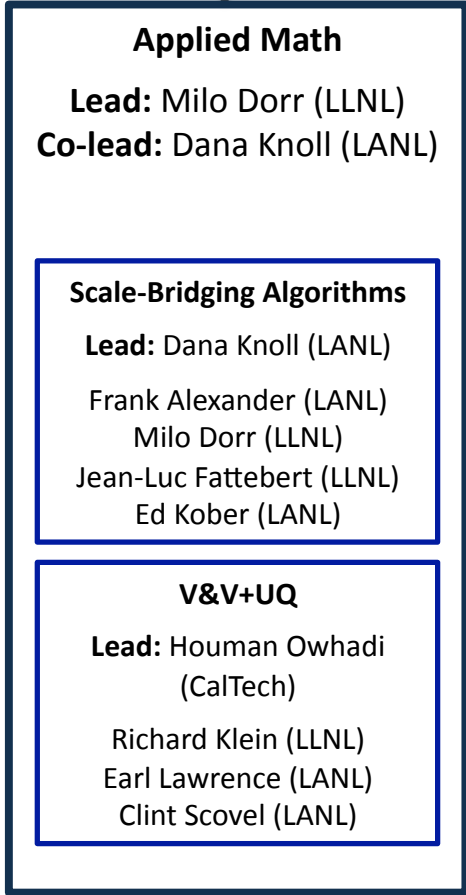 Applied Math
Lead: Milo Dorr (LLNL)
Co-lead: Dana Knoll (LANL)
Scale-Bridging Algorithms
Lead: Dana Knoll (LANL)
Frank Alexander (LANL)
Milo Dorr (LLNL)
Jean-Luc Fattebert (LLNL)
Ed Kober (LANL)
V&V+UQ
Lead: Houman Owhadi
(CalTech)
Richard Klein (LLNL)
Earl Lawrence (LANL)
Clint Scovel (LANL)